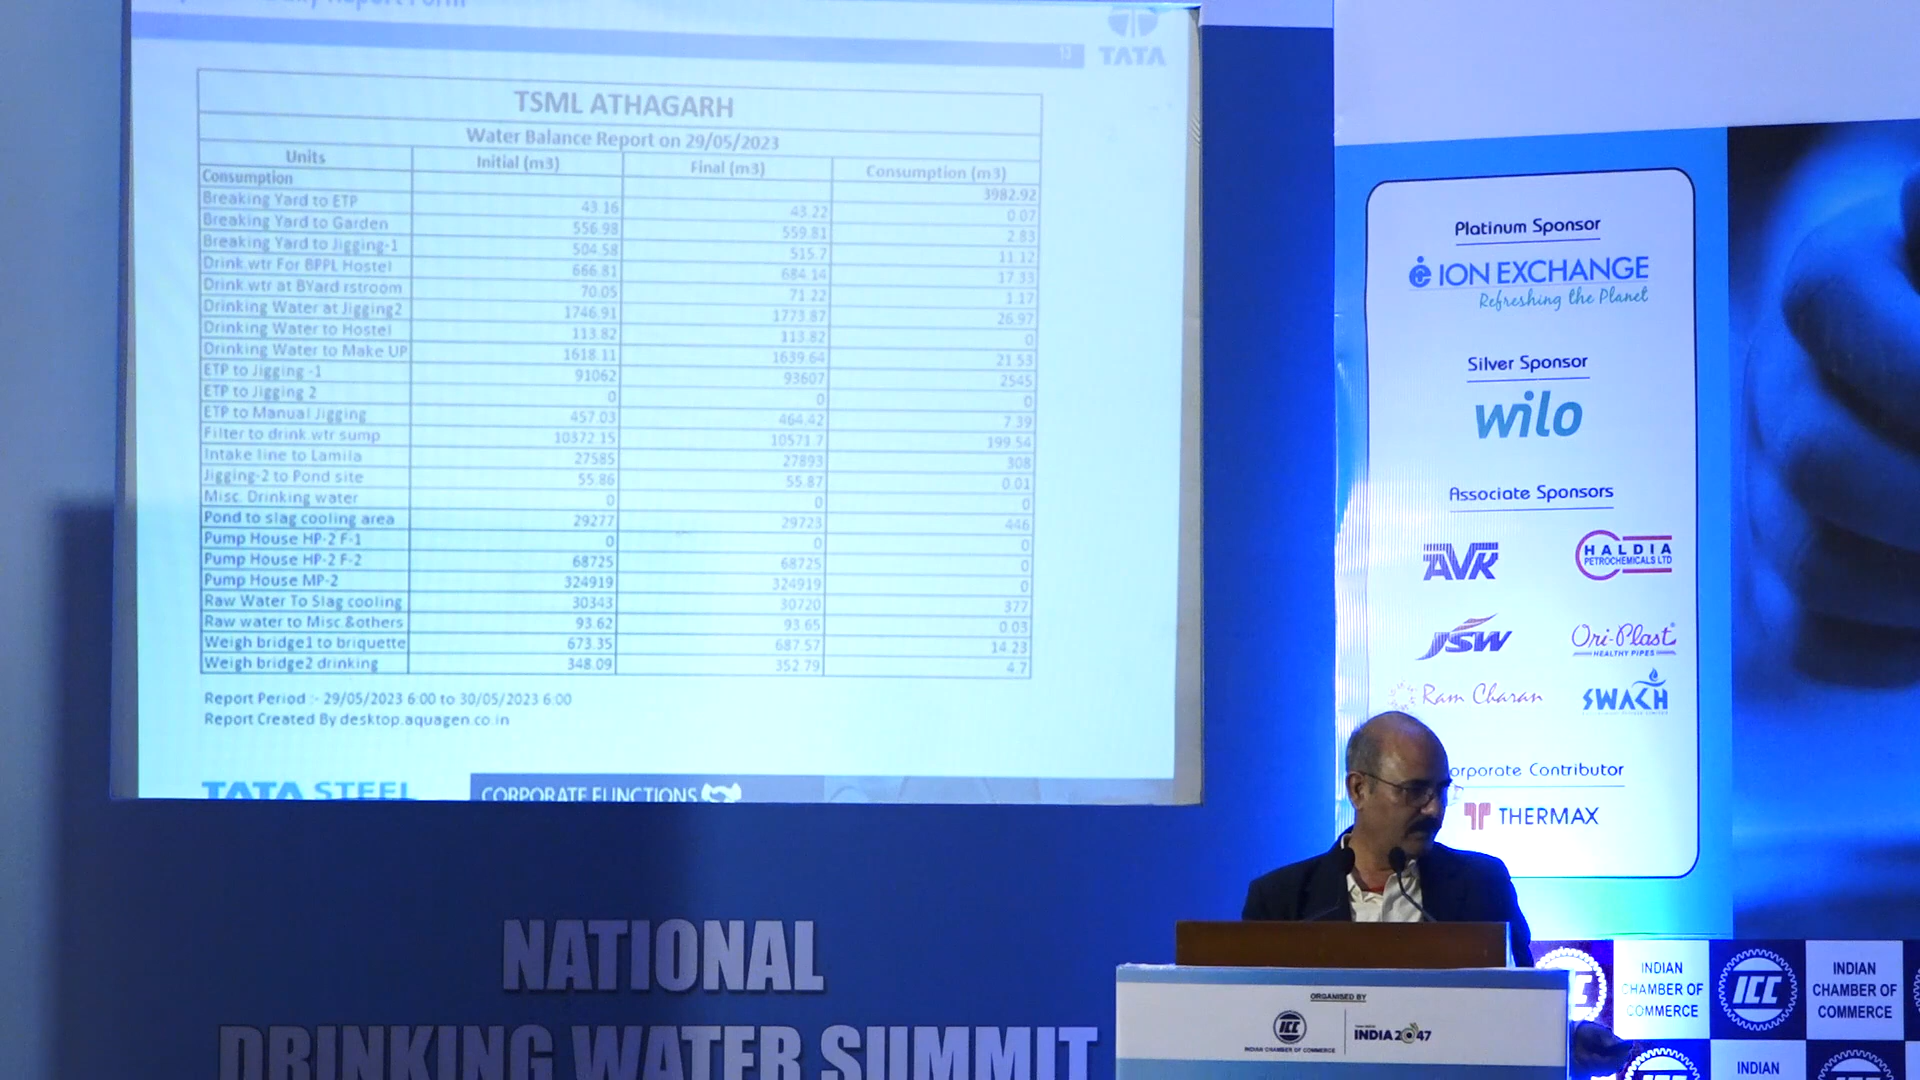 Daily Report Form
13
TATA
TSML ATHAGARH
Water Balance Report on 29/05/2023
Units Initial (m3) Final (m3) Consumption (m3)
Consumption 3982.92
Breaking Yard to ETP 43.16 43.22 0.07
Breaking Yard to Garden 556.98 559.81 2.83
Breaking Yard to Jigging-1 504.58 515.7 11.12
Drink.wtr For BPPL Hostel 666.81 684.14 17.33
Drink.wtr at BYard rstroom 70.05 71.22 1.17
Drinking Water at Jigging2 1746.91 1773.87 26.97
Drinking Water to Hostel 113.82 113.82 0
Drinking Water to Make UP 1618.11 1639.64 21.53
ETP to Jigging -1 91062 93607 2545
ETP to Jigging 2 0 0 0
ETP to Manual Jigging 457.03 464.42 7.39
Filter to drink.wtr sump 10372.15 10571.7 199.54
Intake line to Lamila 27585 27893 308
Jigging-2 to Pond site 55.86 55.87 0.01
Misc. Drinking water 0 0 0
Pond to slag cooling area 29277 29723 446
Pump House HP-2 F-1 0 0 0
Pump House HP-2 F-2 68725 68725 0
Pump House MP-2 324919 324919 0
Raw Water To Slag cooling 30343 30720 377
Raw water to Misc.&others 93.62 93.65 0.03
Weigh bridge1 to briquette 673.35 687.57 14.23
Weigh bridge2 drinking 348.09 352.79 4.7
Report Period :- 29/05/2023 6:00 to 30/05/2023 6:00
Report Created By desktop.aquagen.co.in
TATA STEEL
CORPORATE FUNCTIONS
NATIONAL
DRINKING WATER SUMMIT
Platinum Sponsor
ION EXCHANGE
Refreshing the Planet
Silver Sponsor
wilo
Associate Sponsors
AVK
HALDIA
PETROCHEMICALS LTD
JSW
Ori-Plast
HEALTHY PIPES
Ram Charan
SWACH
orporate Contributor
THERMAX
ORGANISED BY
ICC
INDIAN CHAMBER OF COMMERCE
INDIA 2047
INDIAN
CHAMBER OF
COMMERCE
ICC
INDIAN
CHAMBER OF
COMMERCE
INDIAN